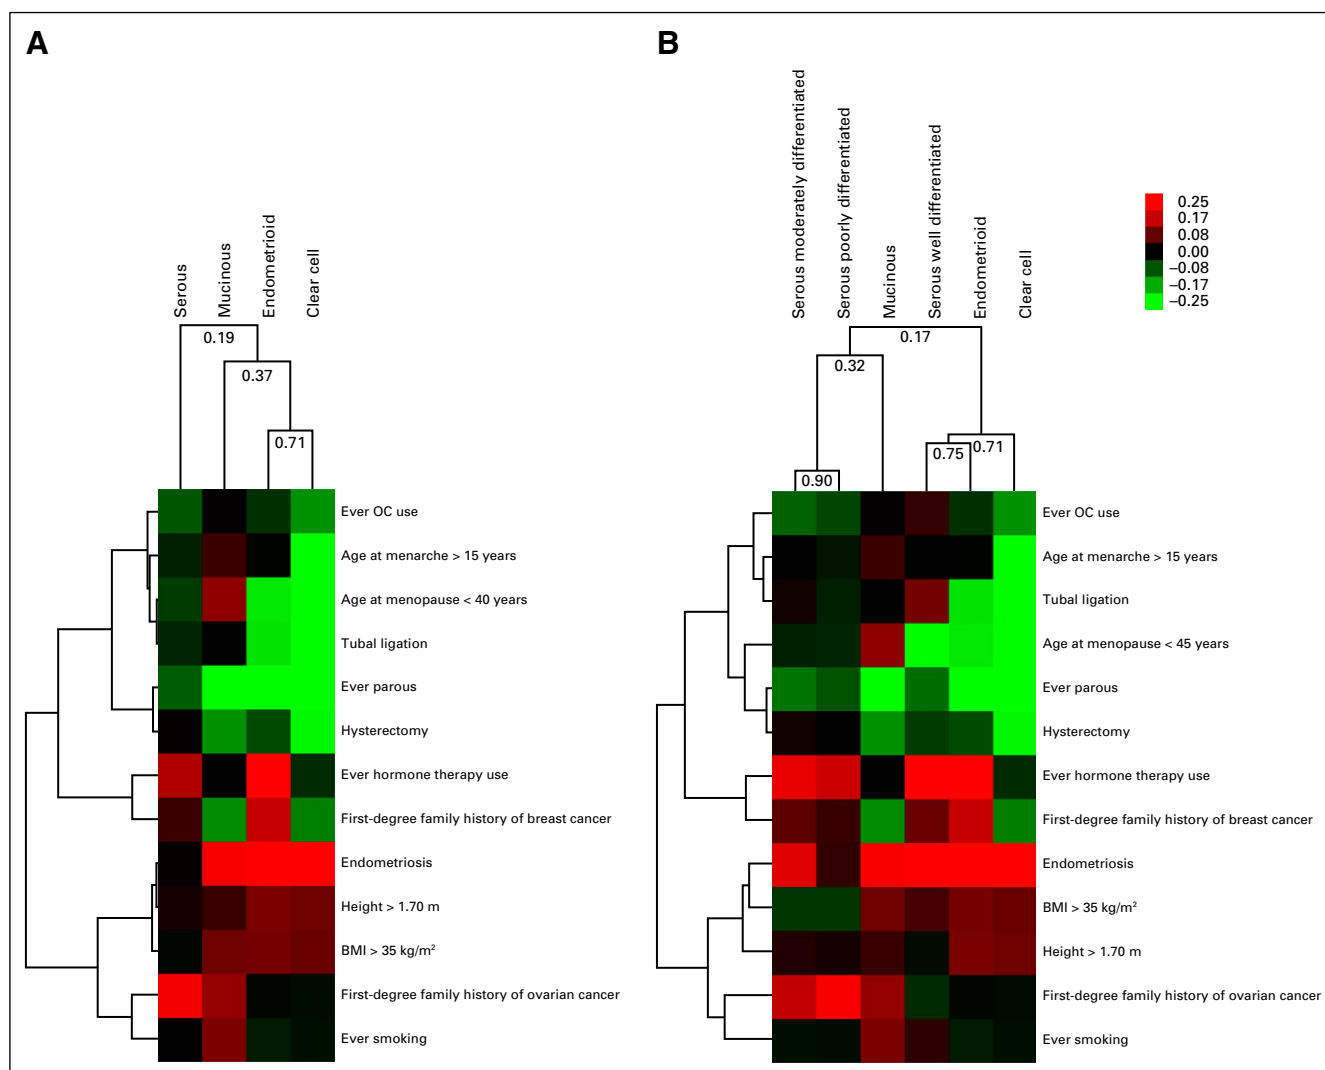 A
Serous
Mucinous
Endometrioid
Clear cell
0.19
0.37
0.71
Ever OC use
Age at menarche > 15 years
Age at menopause < 40 years
Tubal ligation
Ever parous
Hysterectomy
Ever hormone therapy use
First-degree family history of breast cancer
Endometriosis
Height > 1.70 m
BMI > 35 kg/m²
First-degree family history of ovarian cancer
Ever smoking
B
Serous moderately differentiated
Serous poorly differentiated
Mucinous
Serous well differentiated
Endometrioid
Clear cell
0.25
0.17
0.08
0.00
–0.08
–0.17
–0.25
0.17
0.32
0.71
0.75
0.90
Ever OC use
Age at menarche > 15 years
Tubal ligation
Age at menopause < 45 years
Ever parous
Hysterectomy
Ever hormone therapy use
First-degree family history of breast cancer
Endometriosis
BMI > 35 kg/m²
Height > 1.70 m
First-degree family history of ovarian cancer
Ever smoking